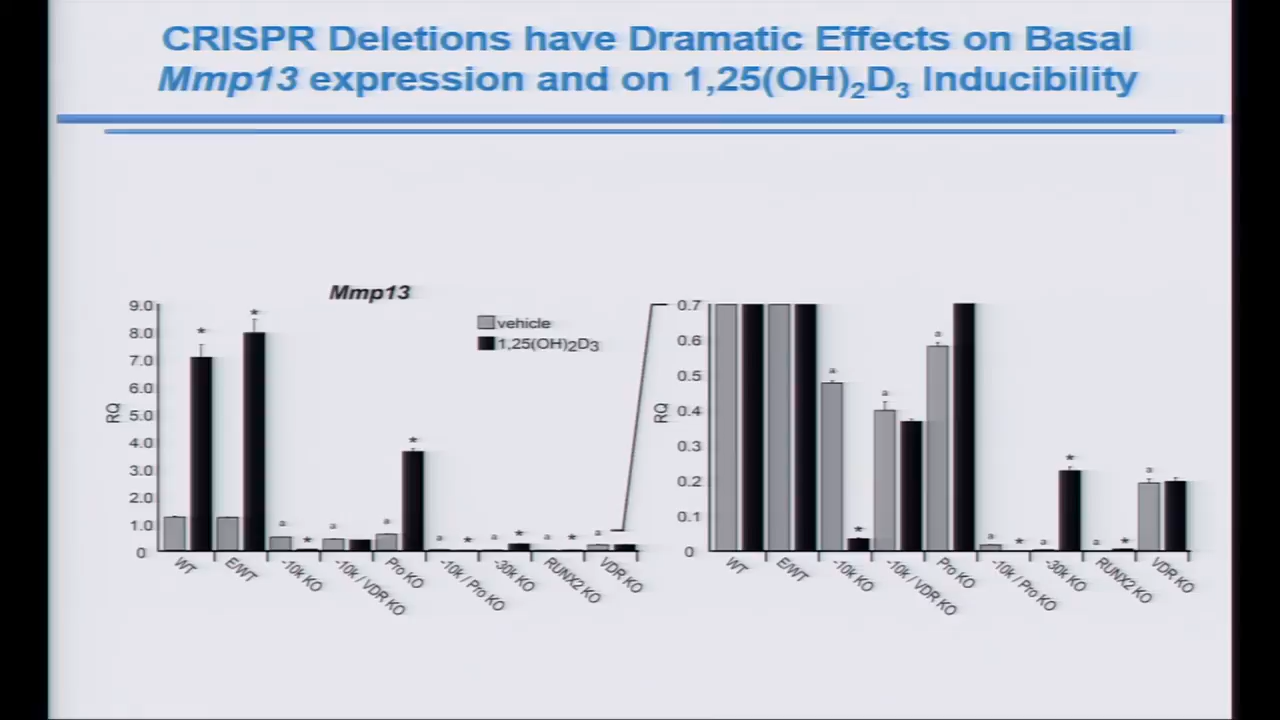 CRISPR Deletions have Dramatic Effects on Basal
Mmp13 expression and on 1,25(OH)2D3 Inducibility
Mmp13
vehicle
1,25(OH)2D3
RQ
9.0
8.0
7.0
6.0
5.0
4.0
3.0
2.0
1.0
0
* * a * a a * a * a * a * a
WT
E/WT
-10k KO
-10k / VDR KO
Pro KO
-10k / Pro KO
-30k KO
RUNX2 KO
VDR KO
RQ
0.7
0.6
0.5
0.4
0.3
0.2
0.1
0
a * a a a * a * a * a
WT
E/WT
-10k KO
-10k / VDR KO
Pro KO
-10k / Pro KO
-30k KO
RUNX2 KO
VDR KO